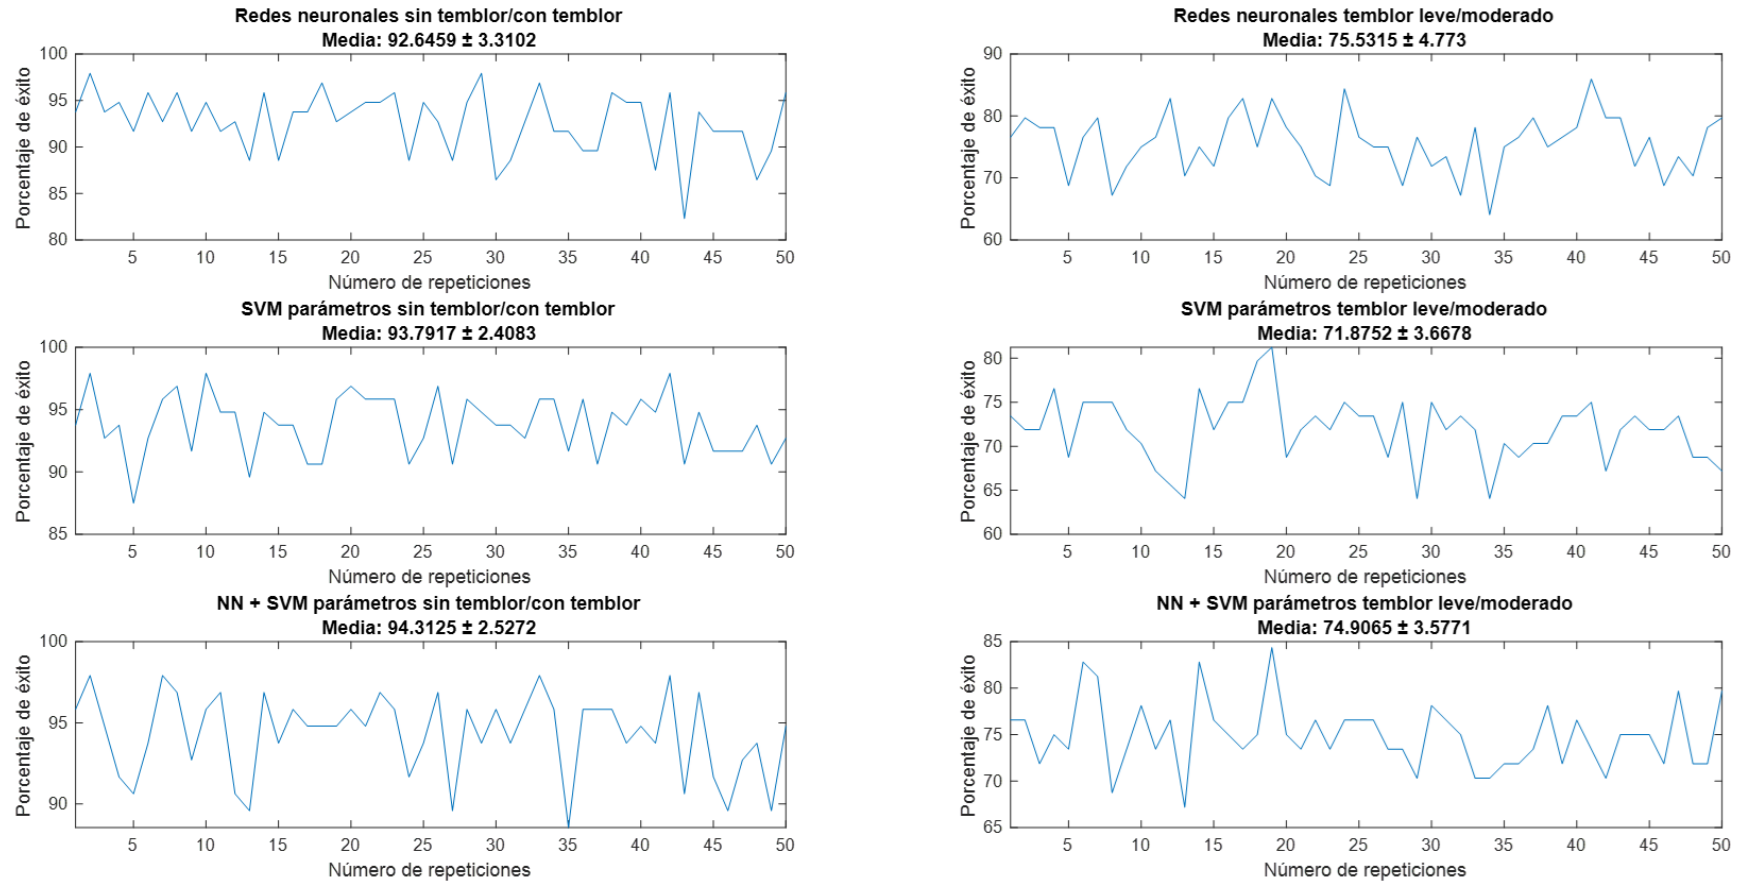 Redes neuronales sin temblor/con temblor
Media: 92.6459 ± 3.3102
Porcentaje de éxito
100
95
90
85
80
5 10 15 20 25 30 35 40 45 50
Número de repeticiones
Redes neuronales temblor leve/moderado
Media: 75.5315 ± 4.773
Porcentaje de éxito
90
80
70
60
5 10 15 20 25 30 35 40 45 50
Número de repeticiones
SVM parámetros sin temblor/con temblor
Media: 93.7917 ± 2.4083
Porcentaje de éxito
100
95
90
85
5 10 15 20 25 30 35 40 45 50
Número de repeticiones
SVM parámetros temblor leve/moderado
Media: 71.8752 ± 3.6678
Porcentaje de éxito
80
75
70
65
60
5 10 15 20 25 30 35 40 45 50
Número de repeticiones
NN + SVM parámetros sin temblor/con temblor
Media: 94.3125 ± 2.5272
Porcentaje de éxito
100
95
90
5 10 15 20 25 30 35 40 45 50
Número de repeticiones
NN + SVM parámetros temblor leve/moderado
Media: 74.9065 ± 3.5771
Porcentaje de éxito
85
80
75
70
65
5 10 15 20 25 30 35 40 45 50
Número de repeticiones